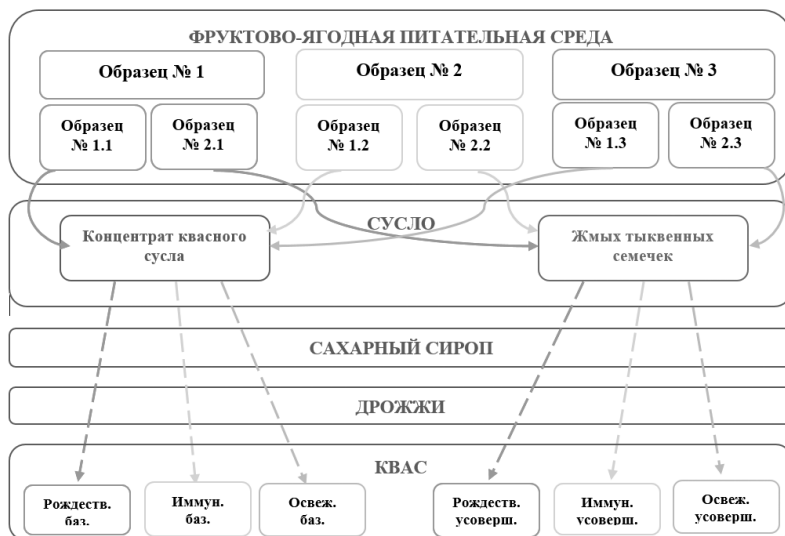 ФРУКТОВО-ЯГОДНАЯ ПИТАТЕЛЬНАЯ СРЕДА
Образец № 1
Образец № 2
Образец № 3
Образец
№ 1.1
Образец
№ 2.1
Образец
№ 1.2
Образец
№ 2.2
Образец
№ 1.3
Образец
№ 2.3
СУСЛО
Концентрат квасного
сусла
Жмых тыквенных
семечек
САХАРНЫЙ СИРОП
ДРОЖЖИ
КВАС
Рождеств.
баз.
Иммун.
баз.
Освеж.
баз.
Рождеств.
усоверш.
Иммун.
усоверш.
Освеж.
усоверш.